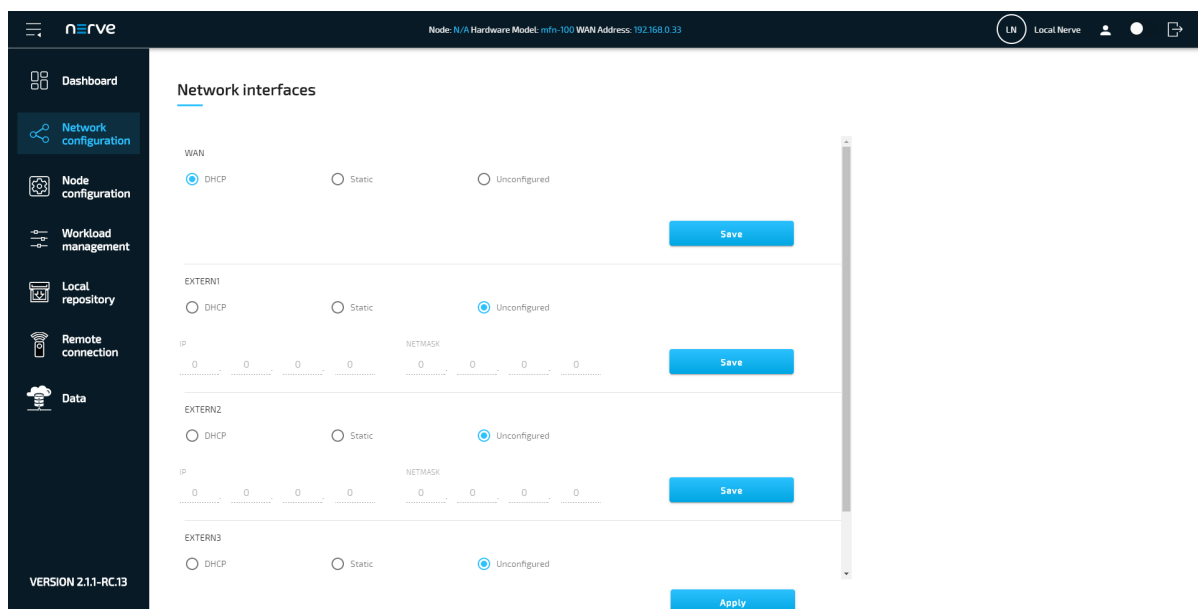 nerve
Node: N/A Hardware Model: mfn-100 WAN Address: 192.168.0.33
LN
Local Nerve
Dashboard
Network
configuration
Node
configuration
Workload
management
Local
repository
Remote
connection
Data
VERSION 2.1.1-RC.13
Network interfaces
WAN
DHCP Static Unconfigured
Save
EXTERN1
DHCP Static Unconfigured
IP NETMASK
0 . 0 . 0 . 0 0 . 0 . 0 . 0
Save
EXTERN2
DHCP Static Unconfigured
IP NETMASK
0 . 0 . 0 . 0 0 . 0 . 0 . 0
Save
EXTERN3
DHCP Static Unconfigured
Apply